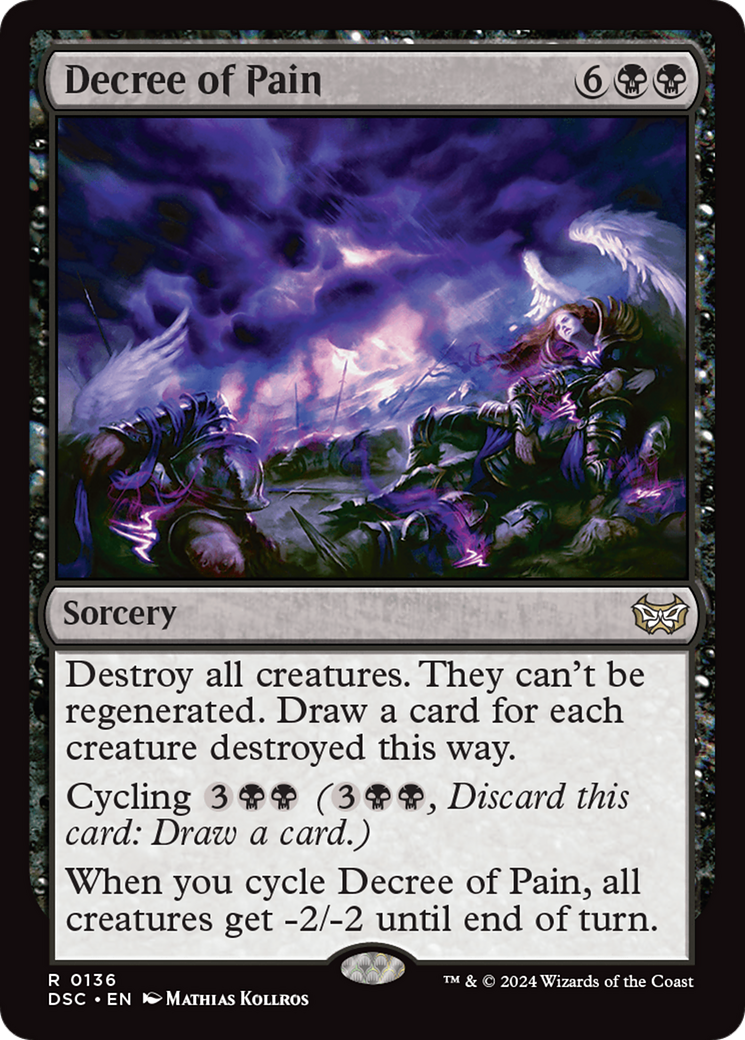 Decree of Pain 6
Sorcery
Destroy all creatures. They can't be
regenerated. Draw a card for each
creature destroyed this way.
Cycling 3 (3, Discard this
card: Draw a card.)
When you cycle Decree of Pain, all
creatures get -2/-2 until end of turn.
R 0136
DSC • EN Mathias Kollros
™ & © 2024 Wizards of the Coast